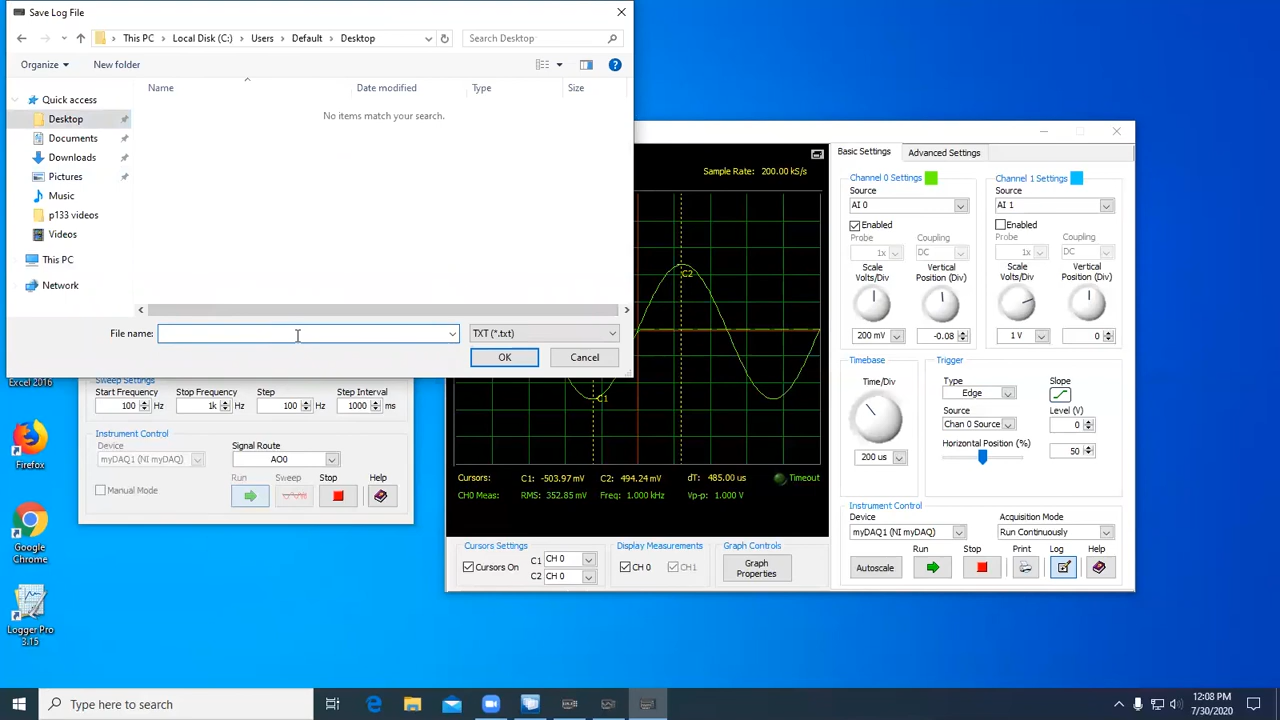 Save Log File
This PC > Local Disk (C:) > Users > Default > Desktop
Search Desktop
Organize
New folder
Name
Date modified
Type
Size
No items match your search.
Quick access
Desktop
Documents
Downloads
Pictures
Music
p133 videos
Videos
This PC
Network
File name:
TXT (*.txt)
OK
Cancel
Sample Rate: 200.00 kS/s
C2
C1
Cursors: C1: -503.97 mV C2: 494.24 mV dT: 485.00 us Timeout
CH0 Meas: RMS: 352.85 mV Freq: 1.000 kHz Vp-p: 1.000 V
Cursors Settings
Cursors On
C1 CH 0
C2 CH 0
Display Measurements
CH 0
CH1
Graph Controls
Graph
Properties
Basic Settings
Advanced Settings
Channel 0 Settings
Source
AI 0
Enabled
Probe
Coupling
1x
DC
Scale
Volts/Div
Vertical
Position (Div)
200 mV
-0.08
Channel 1 Settings
Source
AI 1
Enabled
Probe
Coupling
1x
DC
Scale
Volts/Div
Vertical
Position (Div)
1 V
0
Timebase
Time/Div
200 us
Trigger
Type
Edge
Slope
Source
Chan 0 Source
Level (V)
0
Horizontal Position (%)
50
Instrument Control
Device
myDAQ1 (NI myDAQ)
Acquisition Mode
Run Continuously
Autoscale
Run
Stop
Print
Log
Help
Sweep Settings
Start Frequency
Stop Frequency
Step
Step Interval
100 Hz
1k Hz
100 Hz
1000 ms
Instrument Control
Device
myDAQ1 (NI myDAQ)
Signal Route
AO0
Manual Mode
Run
Sweep
Stop
Help
Excel 2016
Firefox
Google
Chrome
Logger Pro
3.15
Type here to search
12:08 PM
7/30/2020